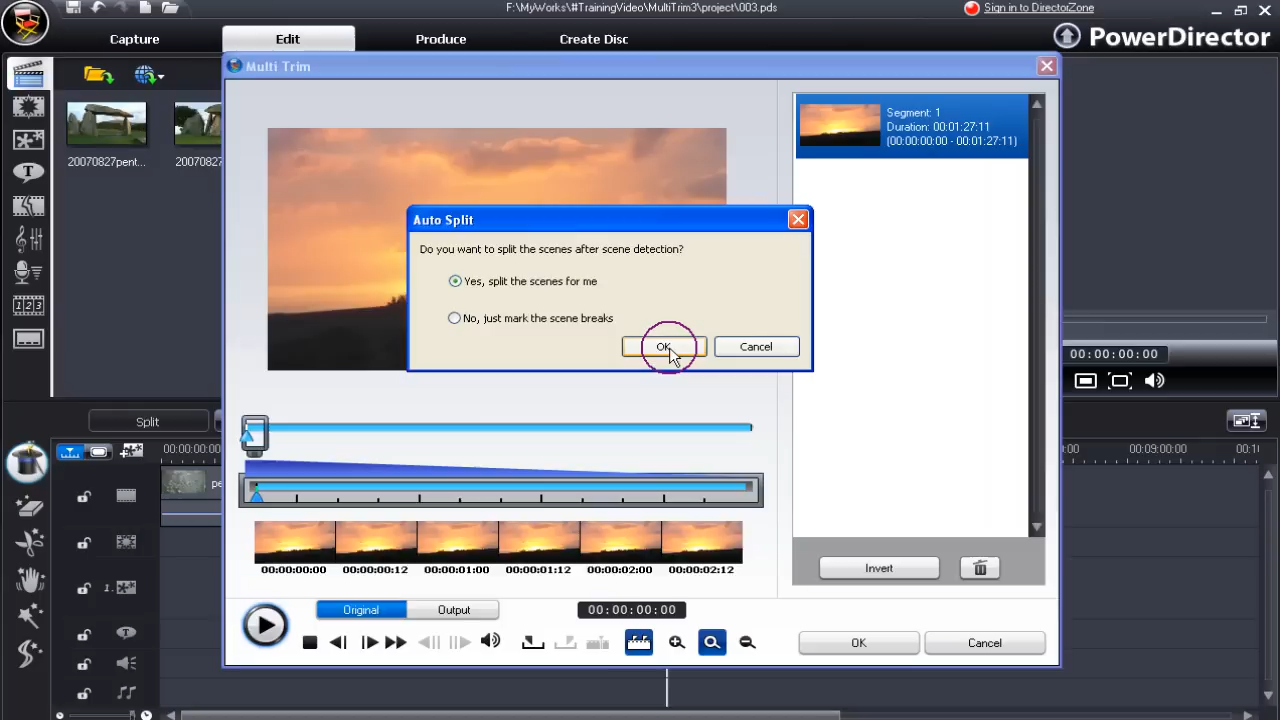 F:\MyWorks\#TrainingVideo\MultiTrim3\project\003.pds
Sign in to DirectorZone
Capture
Edit
Produce
Create Disc
PowerDirector
Multi Trim
20070827pent...
Segment: 1
Duration: 00:01:27:11
(00:00:00:00 - 00:01:27:11)
Auto Split
Do you want to split the scenes after scene detection?
Yes, split the scenes for me
No, just mark the scene breaks
OK
Cancel
00:00:00:00
Split
00:00:00:00
00:09:00:00
1.
00:00:00:00 00:00:00:12 00:00:01:00 00:00:01:12 00:00:02:00 00:00:02:12
Invert
Original
Output
00:00:00:00
OK
Cancel